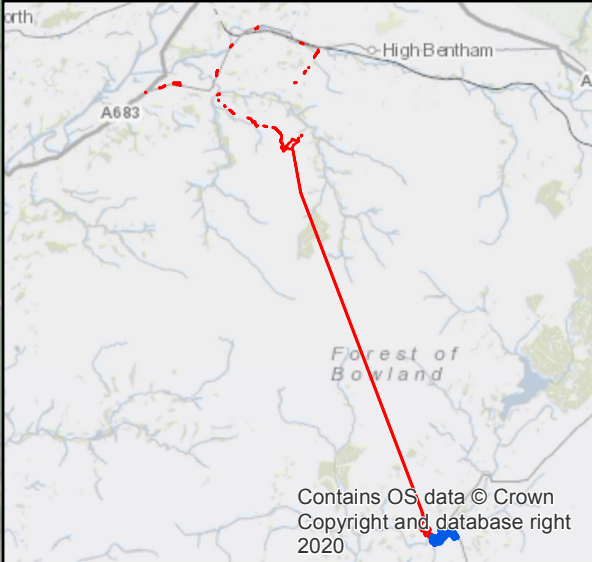 orth
High Bentham
A
A683
Forest of
Bowland
Contains OS data © Crown
Copyright and database right
2020